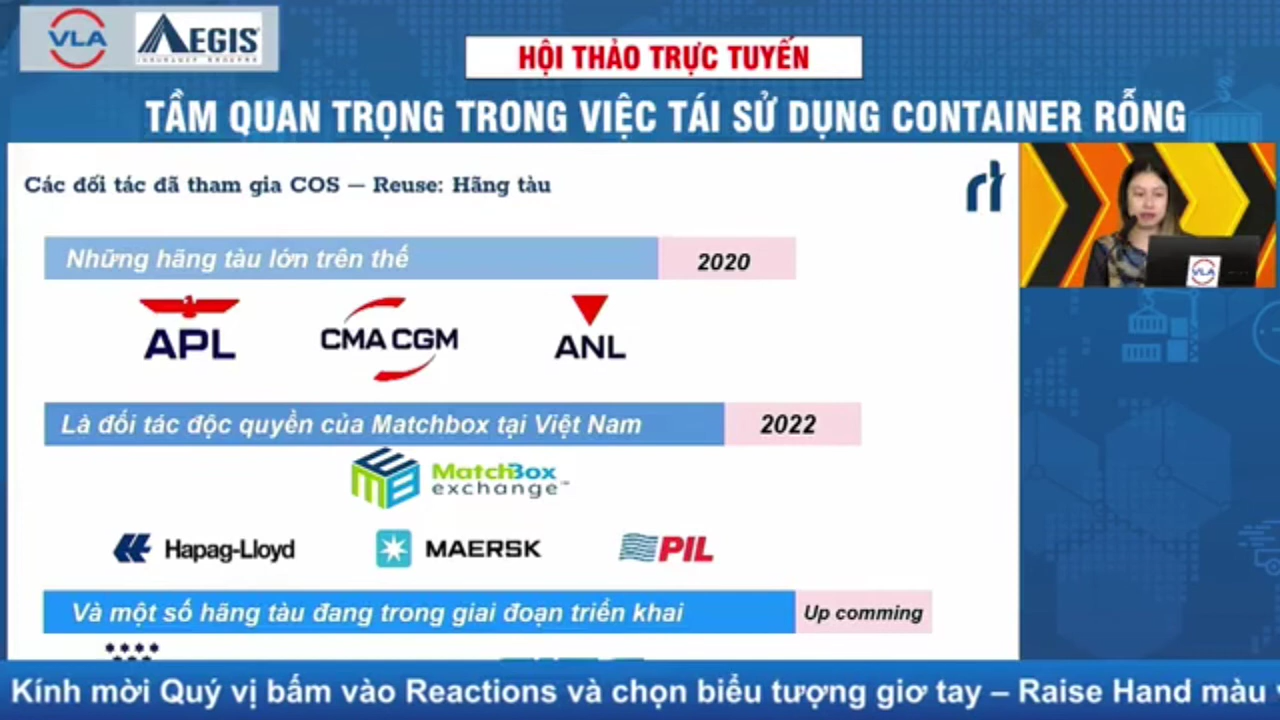 VLA
AEGIS
HỘI THẢO TRỰC TUYẾN
TẦM QUAN TRỌNG TRONG VIỆC TÁI SỬ DỤNG CONTAINER RỖNG
Các đối tác đã tham gia COS — Reuse: Hãng tàu
Những hãng tàu lớn trên thế
2020
APL
CMA CGM
ANL
Là đối tác độc quyền của Matchbox tại Việt Nam
2022
MatchBox
exchange™
Hapag-Lloyd
MAERSK
PIL
Và một số hãng tàu đang trong giai đoạn triển khai
Up comming
VLA
Kính mời Quý vị bấm vào Reactions và chọn biểu tượng giơ tay – Raise Hand màu